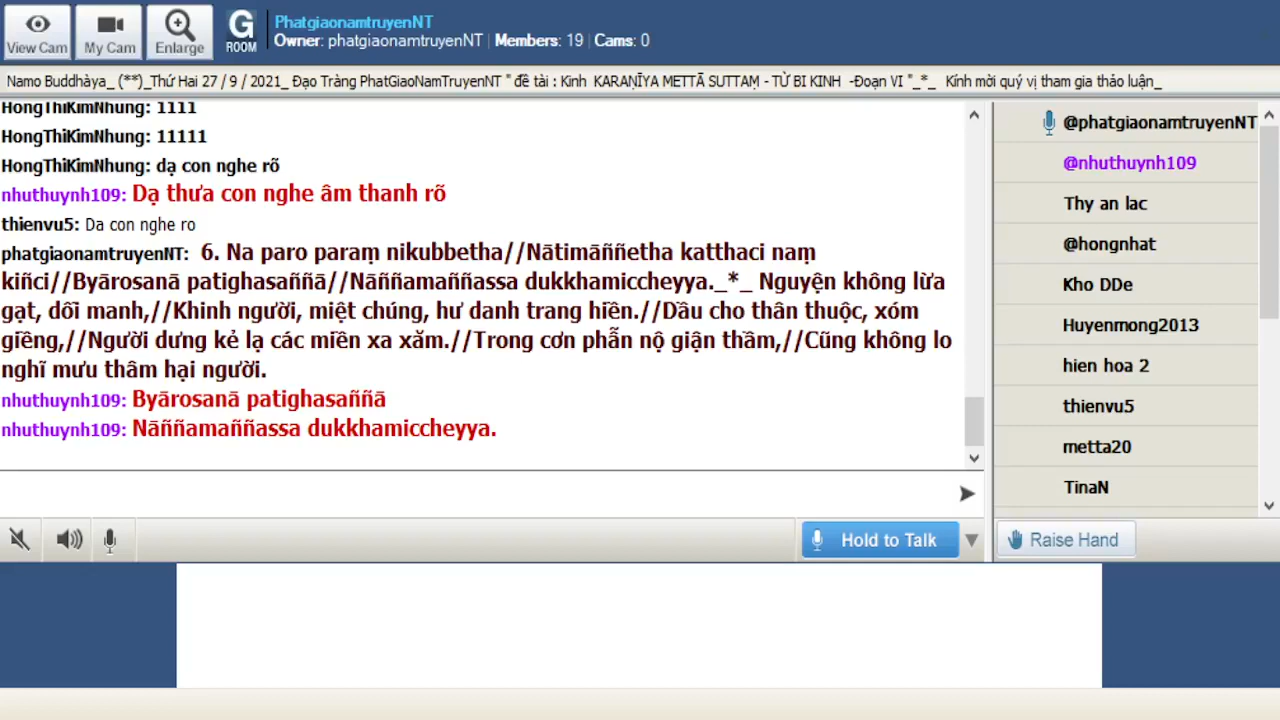 View Cam
My Cam
Enlarge
G
ROOM
PhatgiaonamtruyenNT
Owner: phatgiaonamtruyenNT | Members: 19 | Cams: 0
Namo Buddhàya_ (**)_Thứ Hai 27 / 9 / 2021_ Đạo Tràng PhatGiaoNamTruyenNT " đề tài : Kinh KARAṆĪYA METTĀ SUTTAṂ - TỪ BI KINH -Đoạn VI "_*_ Kính mời quý vị tham gia thảo luận_
HongThiKimNhung: 1111
HongThiKimNhung: 11111
HongThiKimNhung: dạ con nghe rõ
nhuthuynh109: Dạ thưa con nghe âm thanh rõ
thienvu5: Da con nghe ro
phatgiaonamtruyenNT: 6. Na paro paraṃ nikubbetha//Nātimāññetha katthaci naṃ
kiñci//Byārosanā patighasaññā//Nāññamaññassa dukkhamiccheyya._*_ Nguyện không lừa
gạt, dối manh,//Khinh người, miệt chúng, hư danh trang hiền.//Dầu cho thân thuộc, xóm
giềng,//Người dưng kẻ lạ các miền xa xăm.//Trong cơn phẫn nộ giận thầm,//Cũng không lo
nghĩ mưu thâm hại người.
nhuthuynh109: Byārosanā patighasaññā
nhuthuynh109: Nāññamaññassa dukkhamiccheyya.
@phatgiaonamtruyenNT
@nhuthuynh109
Thy an lac
@hongnhat
Kho DDe
Huyenmong2013
hien hoa 2
thienvu5
metta20
TinaN
Hold to Talk
Raise Hand